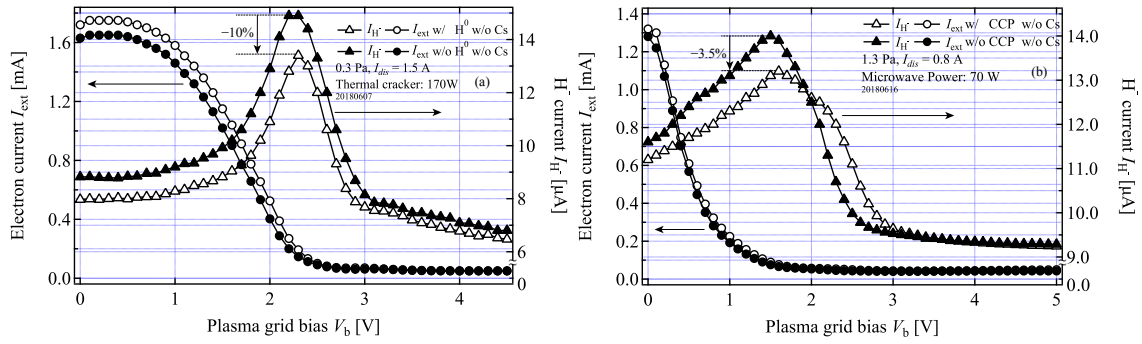 I_H- I_ext w/ H⁰ w/o Cs
I_H- I_ext w/o H⁰ w/o Cs
−10%
0.3 Pa, I_dis = 1.5 A
(a)
Thermal cracker: 170W
20180607
Electron current I_ext [mA]
1.6
1.2
0.8
0.4
0.0
14
12
10
8
6
0
H⁻ current I_H- [µA]
0 1 2 3 4
Plasma grid bias V_b [V]
I_H- I_ext w/ CCP w/o Cs
I_H- I_ext w/o CCP w/o Cs
−3.5%
1.3 Pa, I_dis = 0.8 A
Microwave Power: 70 W
(b)
20180616
Electron current I_ext [mA]
1.4
1.2
1.0
0.8
0.6
0.4
0.2
0.0
14.0
13.0
12.0
11.0
10.0
9.0
0.0
H⁻ current I_H- [µA]
0 1 2 3 4 5
Plasma grid bias V_b [V]